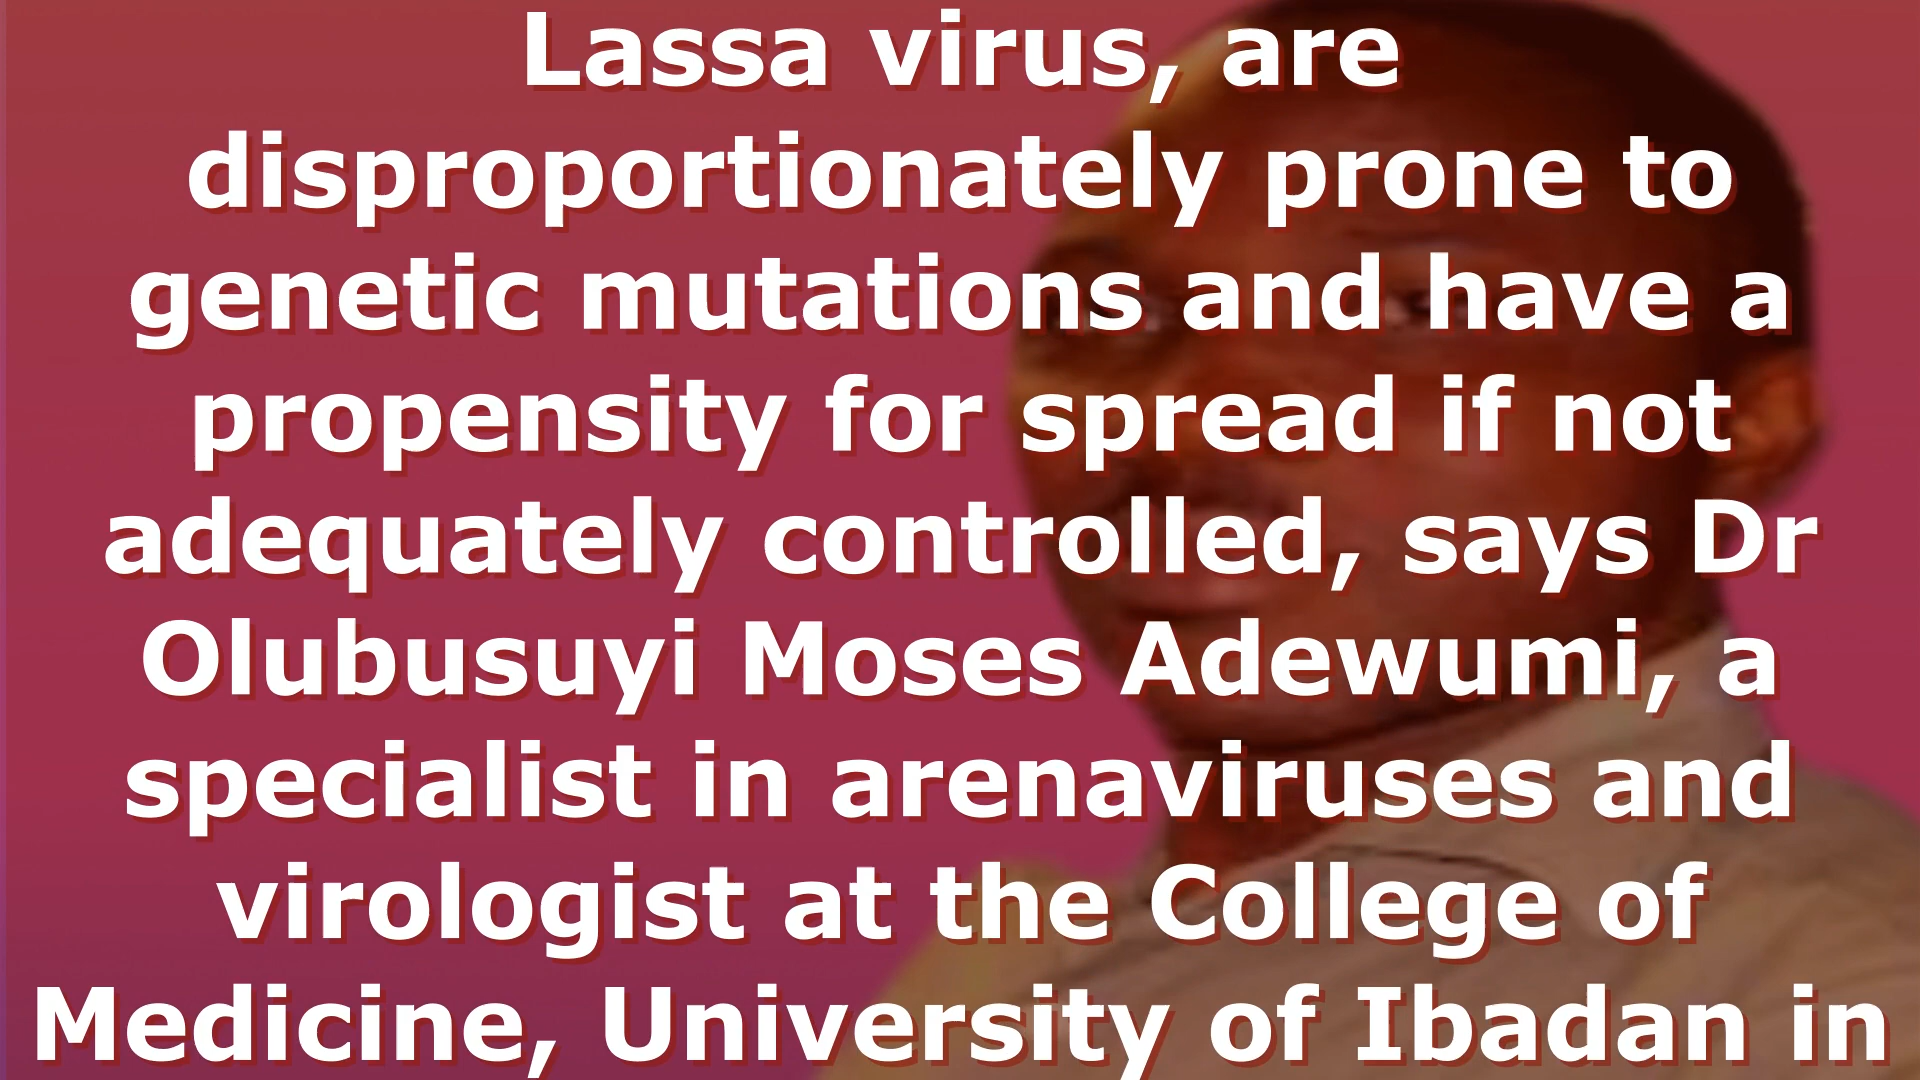 Lassa virus, are
disproportionately prone to
genetic mutations and have a
propensity for spread if not
adequately controlled, says Dr
Olubusuyi Moses Adewumi, a
specialist in arenaviruses and
virologist at the College of
Medicine, University of Ibadan in